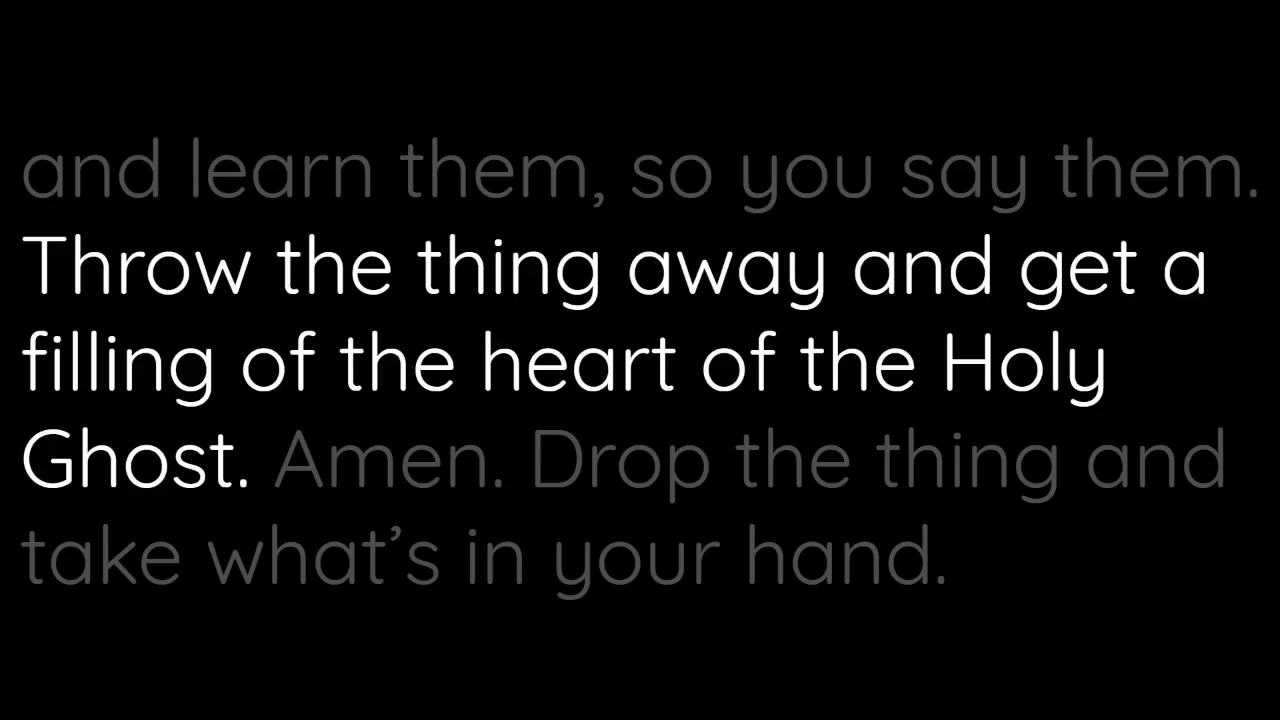 and learn them, so you say them.
Throw the thing away and get a
filling of the heart of the Holy
Ghost. Amen. Drop the thing and
take what’s in your hand.